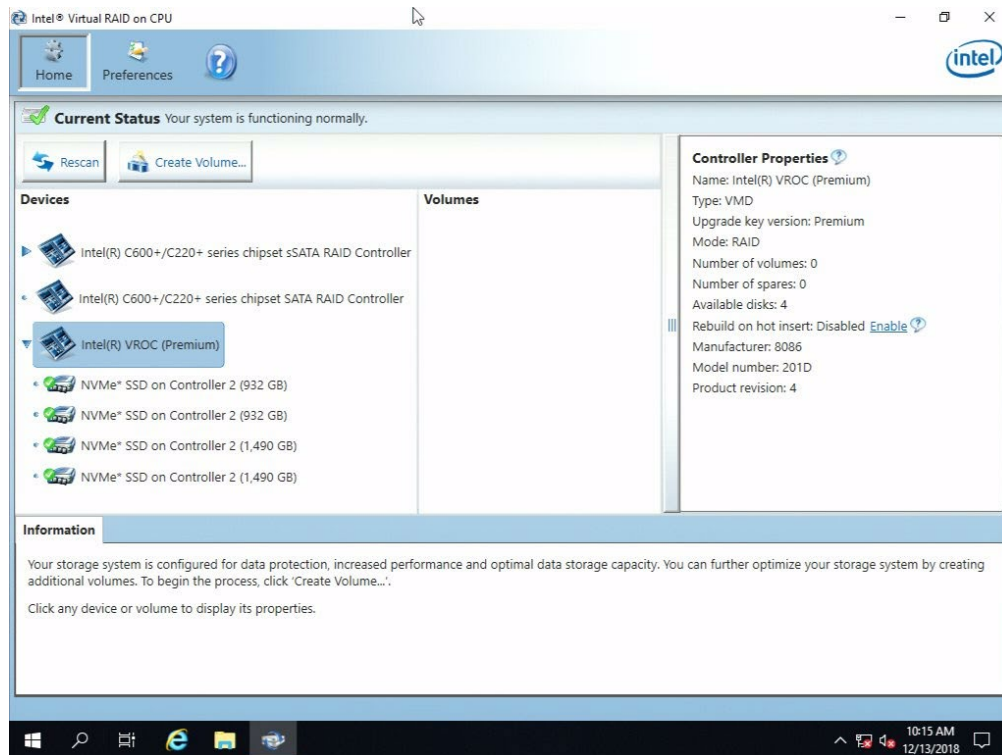 Intel® Virtual RAID on CPU
Home
Preferences
?
intel
Current Status Your system is functioning normally.
Rescan
Create Volume...
Devices
Volumes
Intel(R) C600+/C220+ series chipset sSATA RAID Controller
Intel(R) C600+/C220+ series chipset SATA RAID Controller
Intel(R) VROC (Premium)
NVMe* SSD on Controller 2 (932 GB)
NVMe* SSD on Controller 2 (932 GB)
NVMe* SSD on Controller 2 (1,490 GB)
NVMe* SSD on Controller 2 (1,490 GB)
Controller Properties ?
Name: Intel(R) VROC (Premium)
Type: VMD
Upgrade key version: Premium
Mode: RAID
Number of volumes: 0
Number of spares: 0
Available disks: 4
Rebuild on hot insert: Disabled Enable ?
Manufacturer: 8086
Model number: 201D
Product revision: 4
Information
Your storage system is configured for data protection, increased performance and optimal data storage capacity. You can further optimize your storage system by creating
additional volumes. To begin the process, click 'Create Volume...'.
Click any device or volume to display its properties.
10:15 AM
12/13/2018